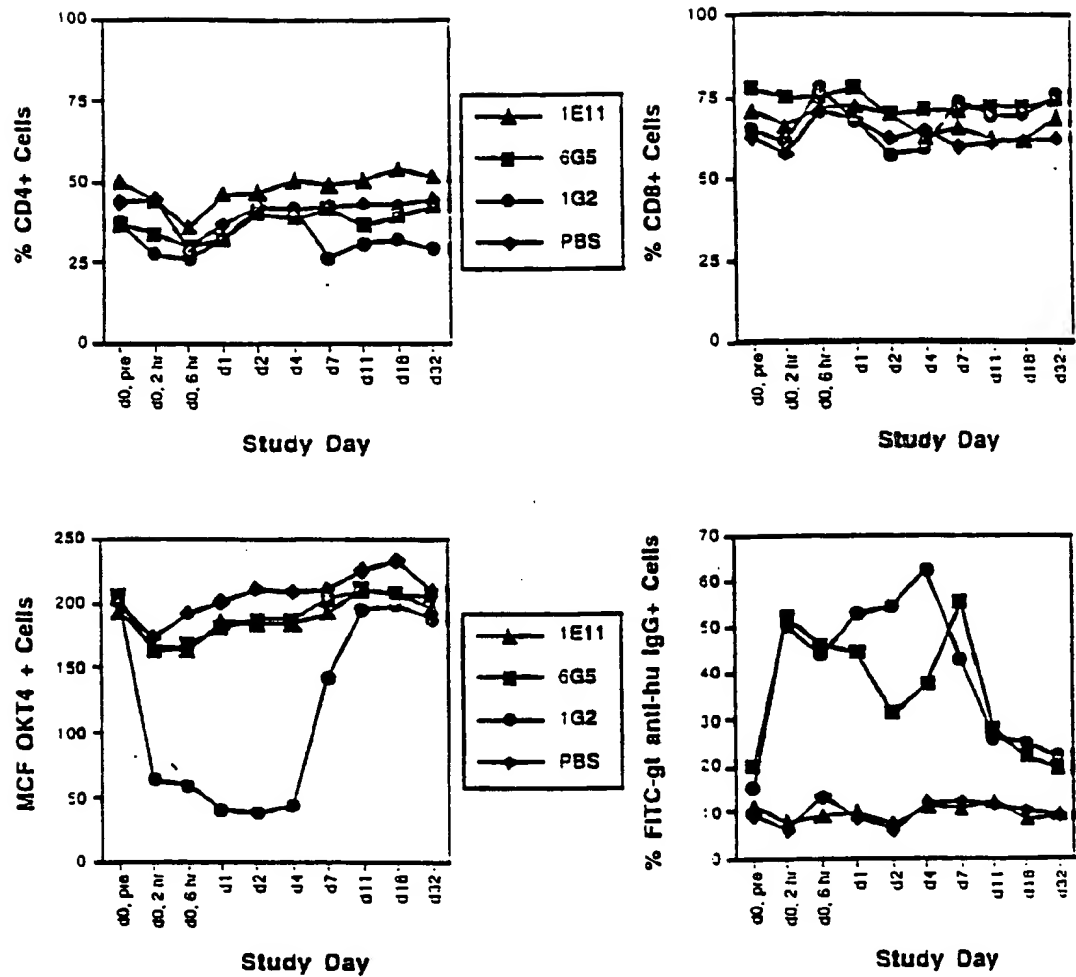 100
75
50
25
0
% CD4+ Cells
d0, pre
d0, 2 hr
d0, 6 hr
d1
d2
d4
d7
d11
d18
d32
Study Day
1E11
6G5
1G2
PBS
100
75
50
25
0
% CD8+ Cells
d0, pre
d0, 2 hr
d0, 6 hr
d1
d2
d4
d7
d11
d18
d32
Study Day
250
200
150
100
50
0
MCF OKT4 + Cells
d0, pre
d0, 2 hr
d0, 6 hr
d1
d2
d4
d7
d11
d18
d32
Study Day
1E11
6G5
1G2
PBS
70
60
50
40
30
20
10
0
% FITC-gt anti-hu IgG+ Cells
d0, pre
d0, 2 hr
d0, 6 hr
d1
d2
d4
d7
d11
d18
d32
Study Day